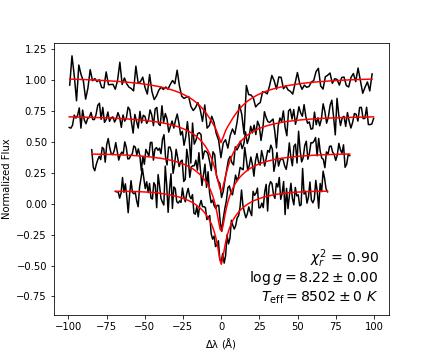 1.25
1.00
0.75
0.50
0.25
0.00
−0.25
−0.50
−0.75
Normalized Flux
χ²ᵣ = 0.90
log g = 8.22 ± 0.00
Teff = 8502 ± 0 K
−100 −75 −50 −25 0 25 50 75 100
Δλ (Å)